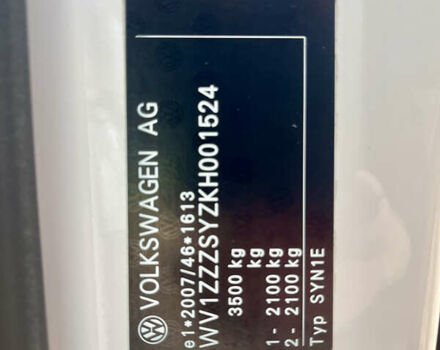 VOLKSWAGEN AG
e1*2007/46*1613
WV1ZZZSYZKH001524
3500 kg
kg
1- 2100 kg
2- 2100 kg
Typ SYN1E